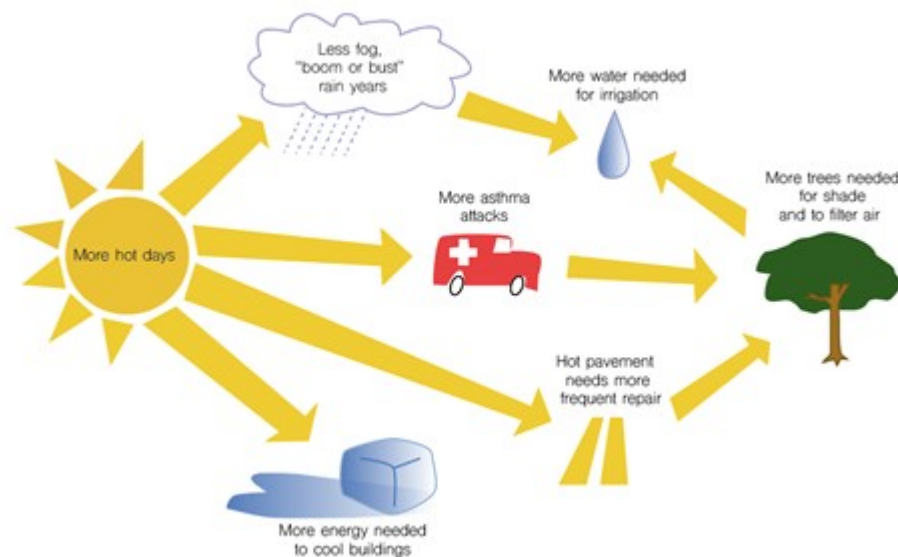 Less fog,
"boom or bust"
rain years
More water needed
for irrigation
More trees needed
for shade
and to filter air
More asthma
attacks
More hot days
Hot pavement
needs more
frequent repair
More energy needed
to cool buildings